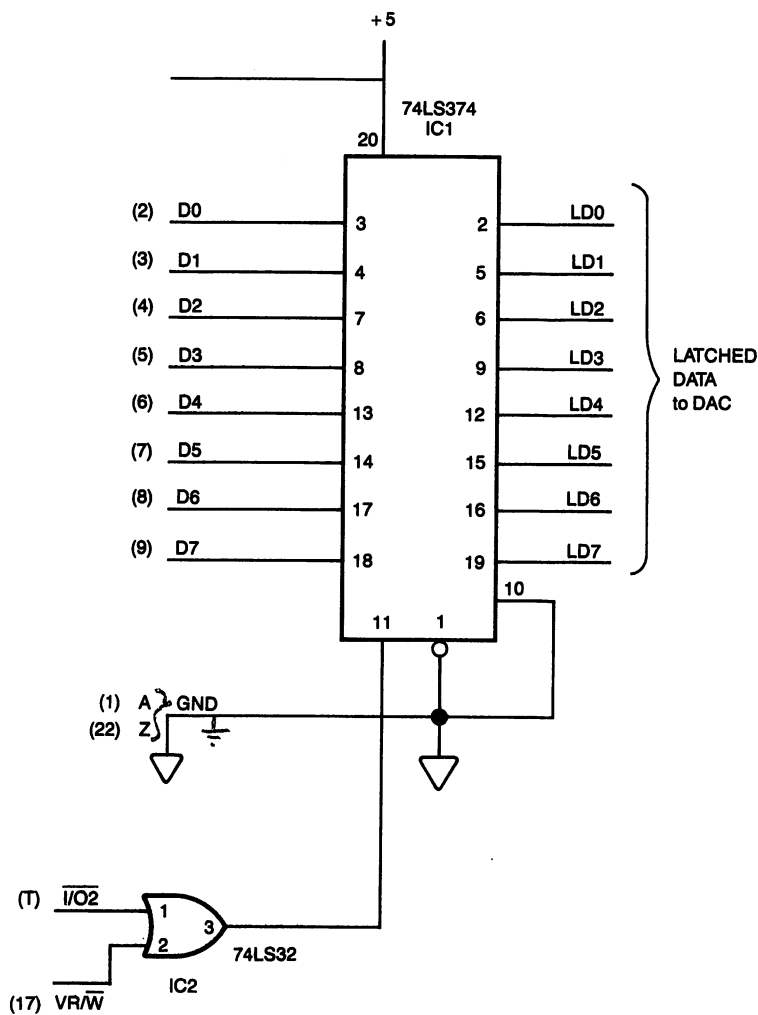 +5
74LS374
IC1
20
(2) D0 3 2 LD0
(3) D1 4 5 LD1
(4) D2 7 6 LD2
(5) D3 8 9 LD3
(6) D4 13 12 LD4
(7) D5 14 15 LD5
(8) D6 17 16 LD6
(9) D7 18 19 LD7
LATCHED
DATA
to DAC
10
11 1
(1) A GND
(22) Z
(T) I̅/̅O̅2̅ 1
3
2
74LS32
IC2
(17) VR/W̅